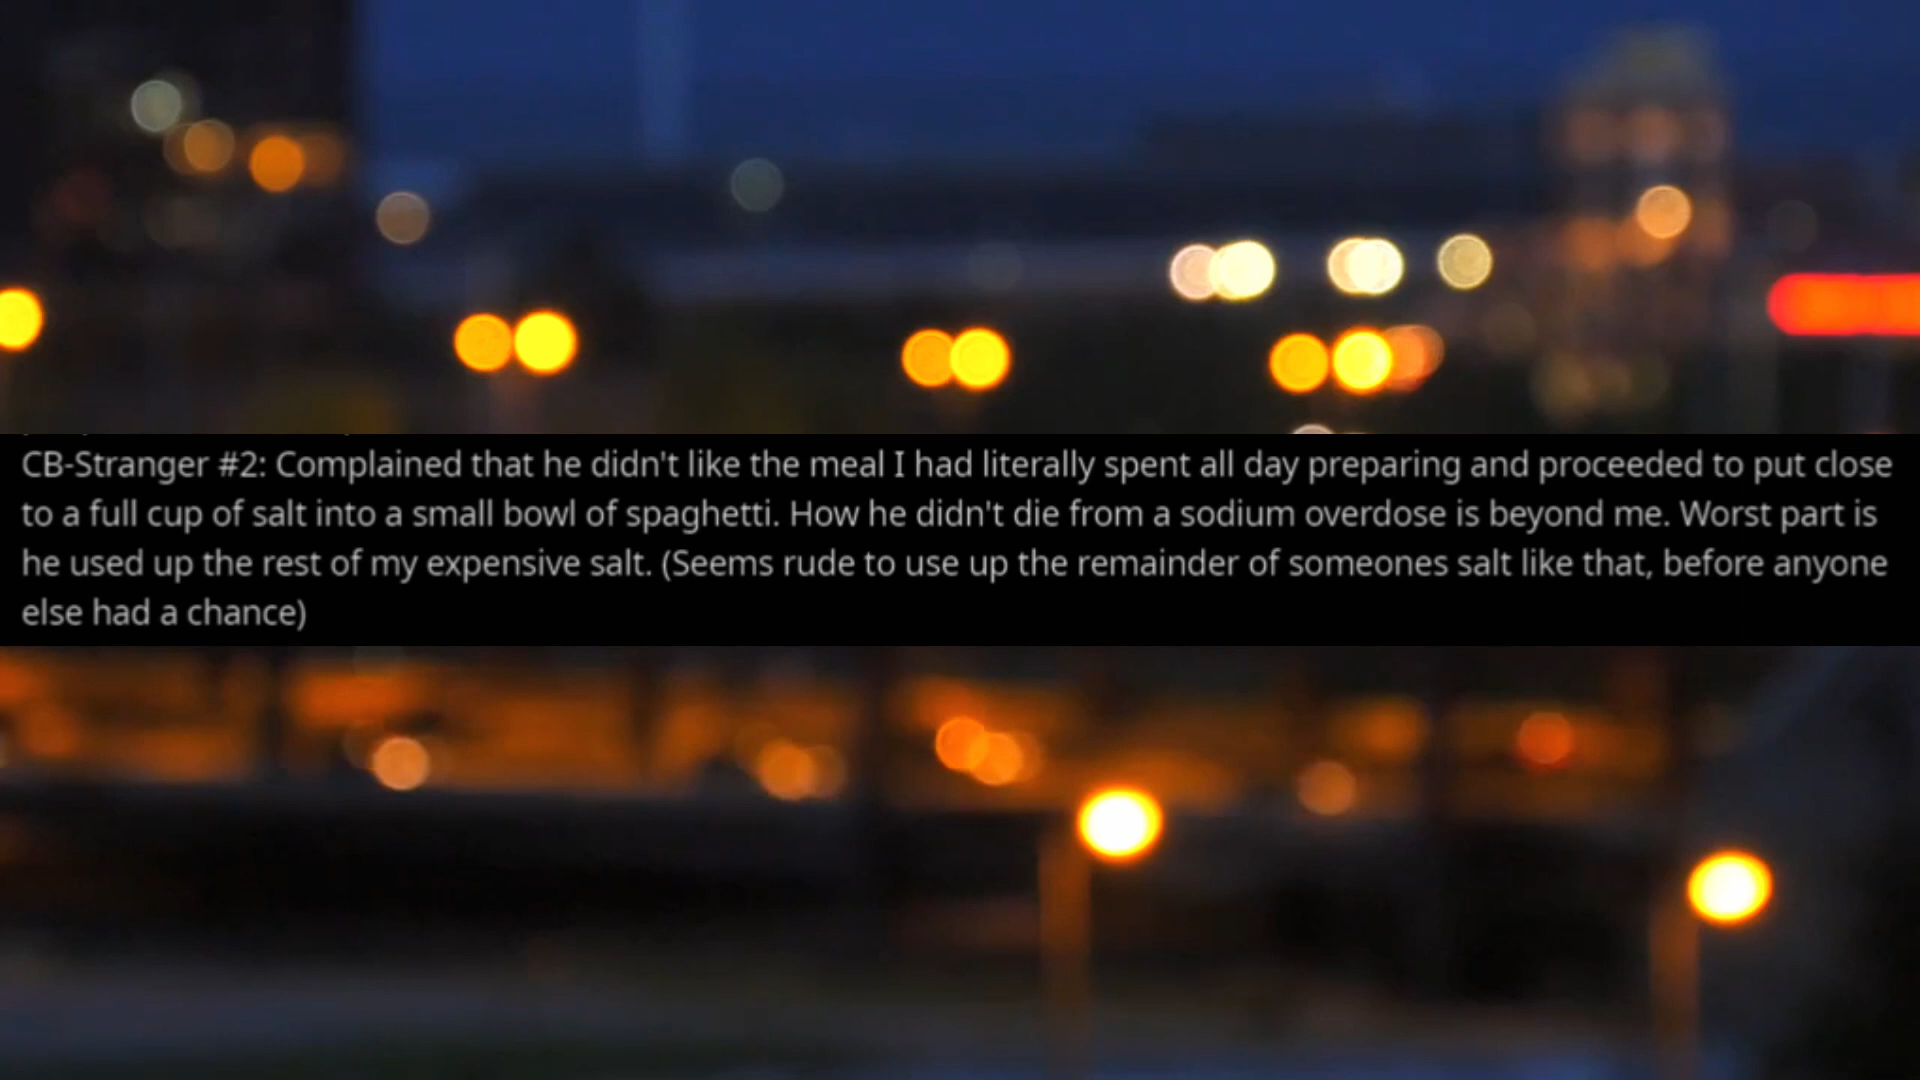 CB-Stranger #2: Complained that he didn't like the meal I had literally spent all day preparing and proceeded to put close
to a full cup of salt into a small bowl of spaghetti. How he didn't die from a sodium overdose is beyond me. Worst part is
he used up the rest of my expensive salt. (Seems rude to use up the remainder of someones salt like that, before anyone
else had a chance)